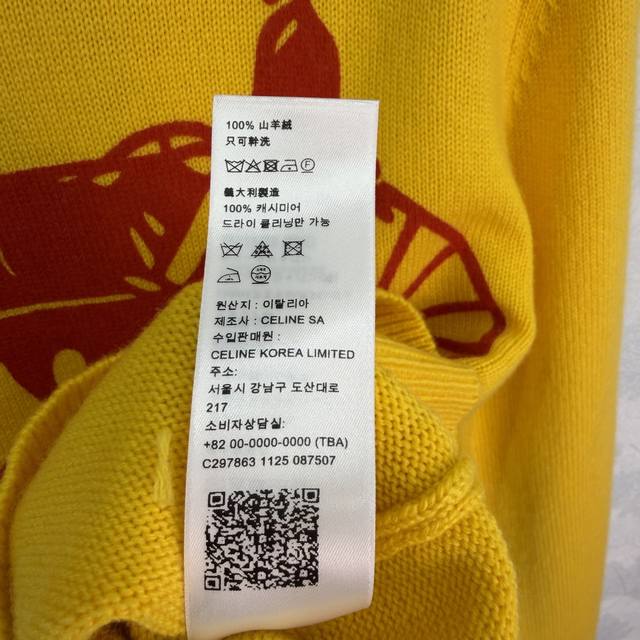 100% 山羊絨
只可幹洗
義大利製造
100% 캐시미어
드라이 클리닝만 가능
원산지 : 이탈리아
제조사 : CELINE SA
수입판매원 :
CELINE KOREA LIMITED
주소:
서울시 강남구 도산대로
217
소비자상담실:
+82 00-0000-0000 (TBA)
C297863 1125 087507